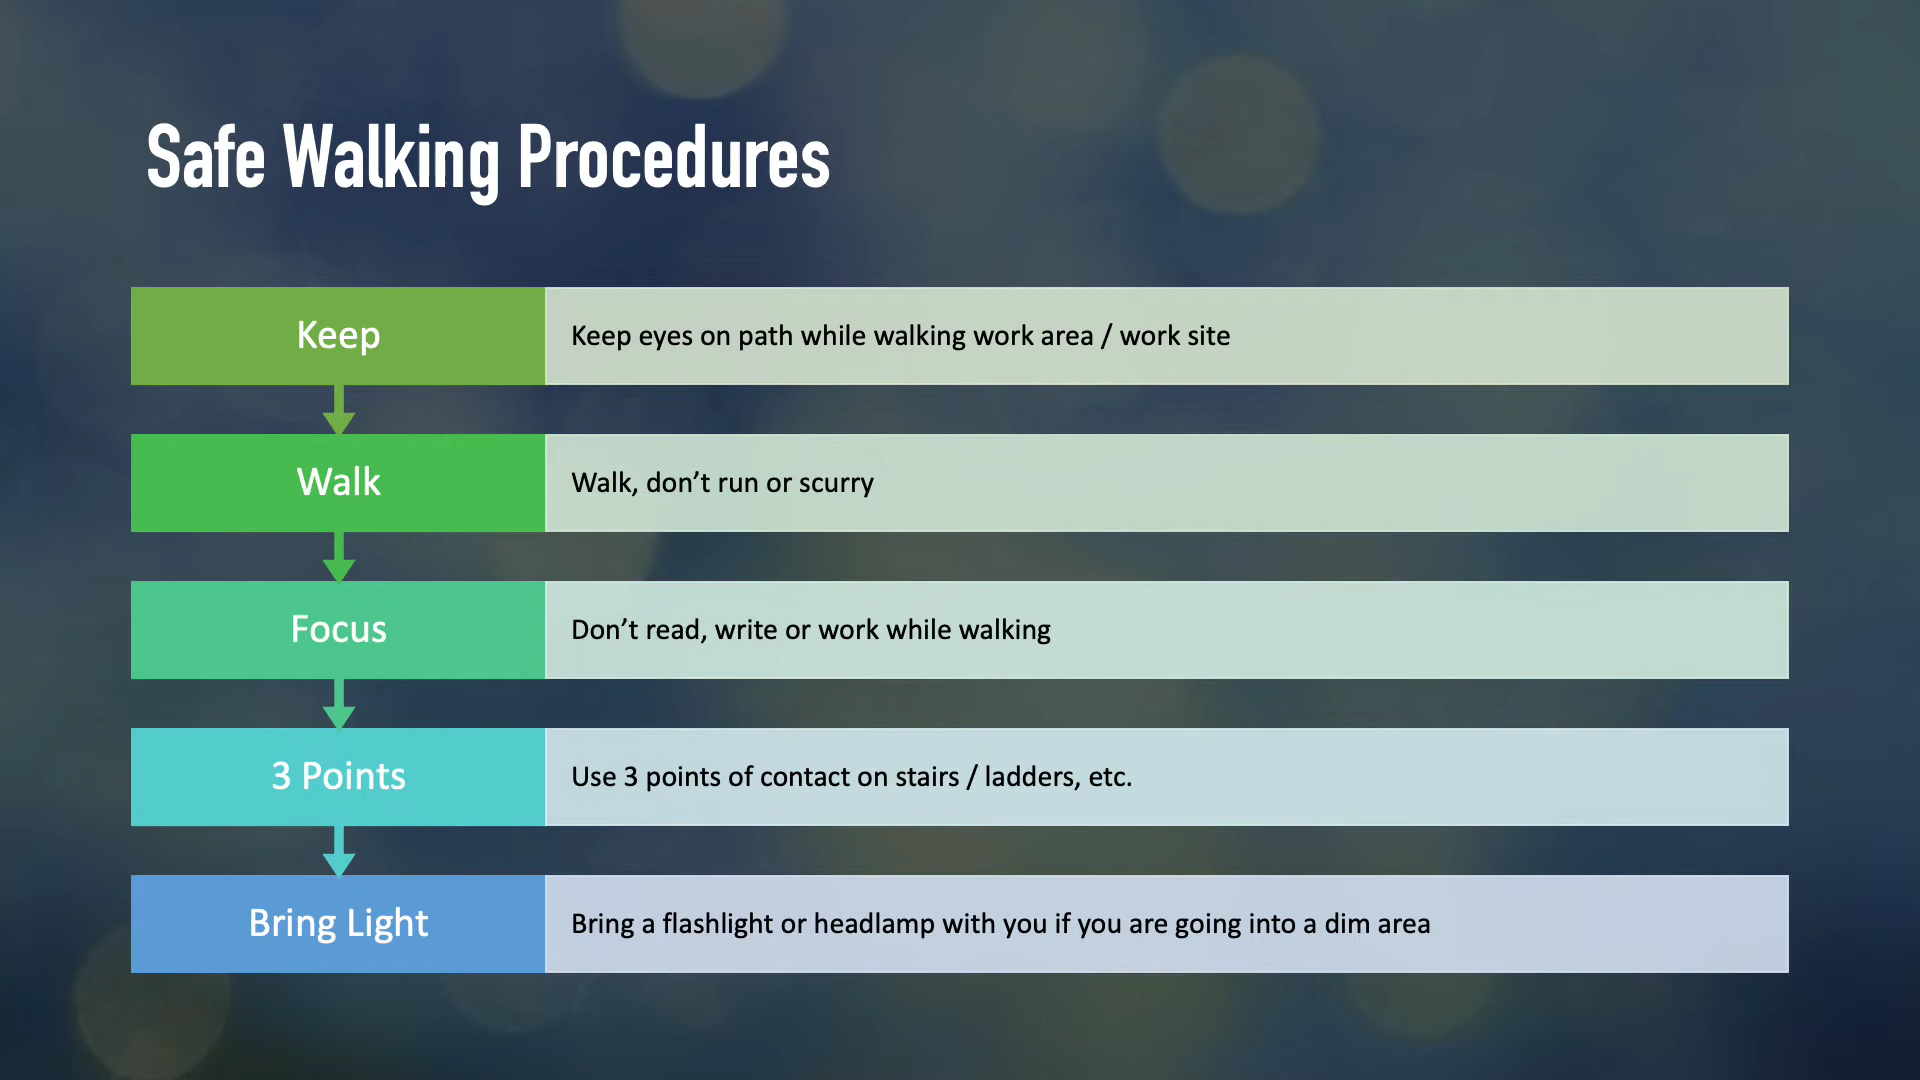 Safe Walking Procedures
Keep
Keep eyes on path while walking work area / work site
Walk
Walk, don’t run or scurry
Focus
Don’t read, write or work while walking
3 Points
Use 3 points of contact on stairs / ladders, etc.
Bring Light
Bring a flashlight or headlamp with you if you are going into a dim area